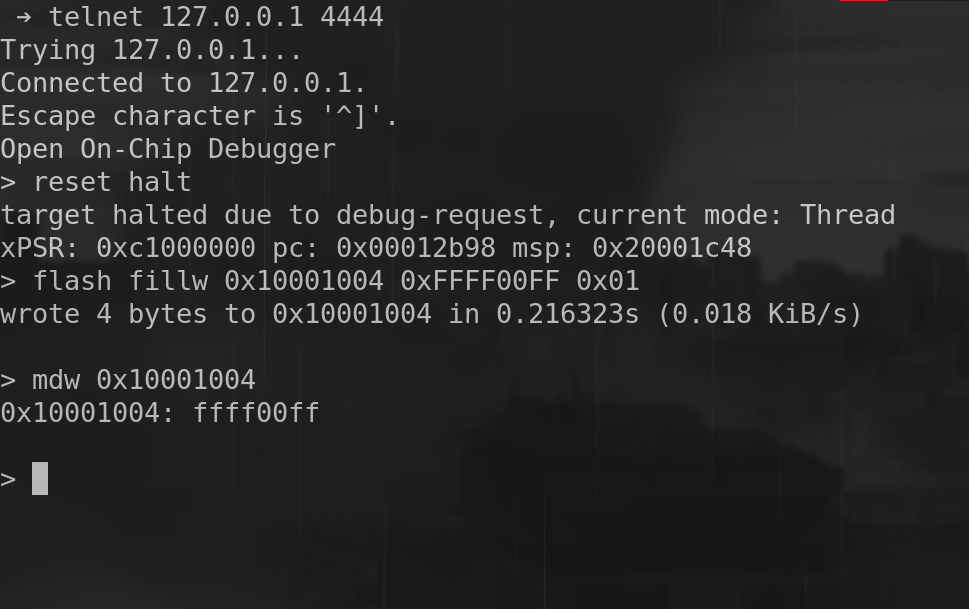 ➔ telnet 127.0.0.1 4444
Trying 127.0.0.1...
Connected to 127.0.0.1.
Escape character is '^]'.
Open On-Chip Debugger
> reset halt
target halted due to debug-request, current mode: Thread
xPSR: 0xc1000000 pc: 0x00012b98 msp: 0x20001c48
> flash fillw 0x10001004 0xFFFF00FF 0x01
wrote 4 bytes to 0x10001004 in 0.216323s (0.018 KiB/s)
> mdw 0x10001004
0x10001004: ffff00ff
>